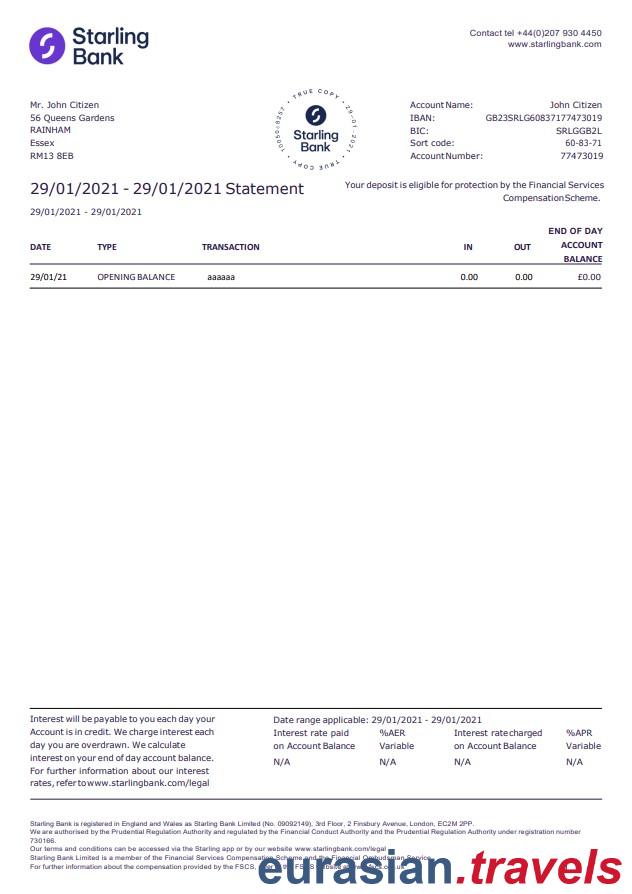 Starling
Bank
Contact tel +44(0)207 930 4450
www.starlingbank.com
Mr. John Citizen
56 Queens Gardens
RAINHAM
Essex
RM13 8EB
• TRUE COPY • 29-01-2021 • TRUE COPY •
Starling
Bank
Account Name: John Citizen
IBAN: GB23SRLG60837177473019
BIC: SRLGGB2L
Sort code: 60-83-71
Account Number: 77473019
29/01/2021 - 29/01/2021 Statement
Your deposit is eligible for protection by the Financial Services
Compensation Scheme.
29/01/2021 - 29/01/2021
DATE TYPE TRANSACTION IN OUT END OF DAY ACCOUNT BALANCE
29/01/21 OPENING BALANCE aaaaaa 0.00 0.00 £0.00
Interest will be payable to you each day your
Account is in credit. We charge interest each
day you are overdrawn. We calculate
interest on your end of day account balance.
For further information about our interest
rates, refer to www.starlingbank.com/legal
Date range applicable: 29/01/2021 - 29/01/2021
Interest rate paid %AER Interest rate charged %APR
on Account Balance Variable on Account Balance Variable
N/A N/A N/A N/A
Starling Bank is registered in England and Wales as Starling Bank Limited (No. 09092149), 3rd Floor, 2 Finsbury Avenue, London, EC2M 2PP.
We are authorised by the Prudential Regulation Authority and regulated by the Financial Conduct Authority and the Prudential Regulation Authority under registration number
730166.
Our terms and conditions can be accessed via the Starling app or by our website www.starlingbank.com/legal
Starling Bank Limited is a member of the Financial Services Compensation Scheme and the Financial Ombudsman Service.
For further information about the compensation provided by the FSCS,
eurasian.travels